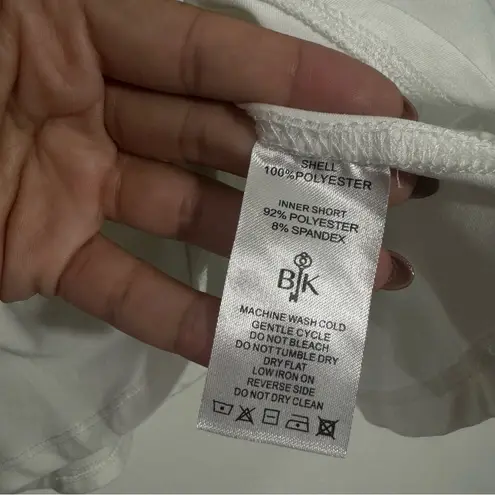 SHELL
100%POLYESTER
INNER SHORT
92% POLYESTER
8% SPANDEX
BK
MACHINE WASH COLD
GENTLE CYCLE
DO NOT BLEACH
DO NOT TUMBLE DRY
DRY FLAT
LOW IRON ON
REVERSE SIDE
DO NOT DRY CLEAN